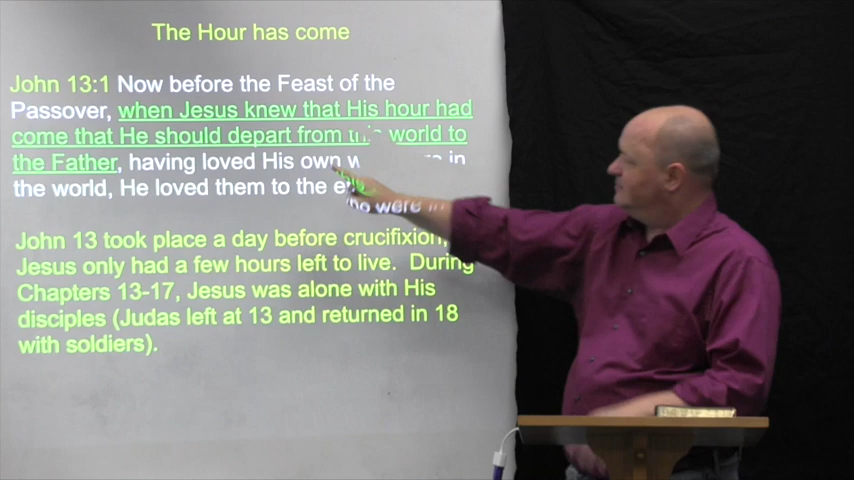 The Hour has come
John 13:1 Now before the Feast of the
Passover, when Jesus knew that His hour had
come that He should depart from this world to
the Father, having loved His own in
the world, He loved them to the
who were in
John 13 took place a day before crucifixion,
Jesus only had a few hours left to live. During
Chapters 13-17, Jesus was alone with His
disciples (Judas left at 13 and returned in 18
with soldiers).